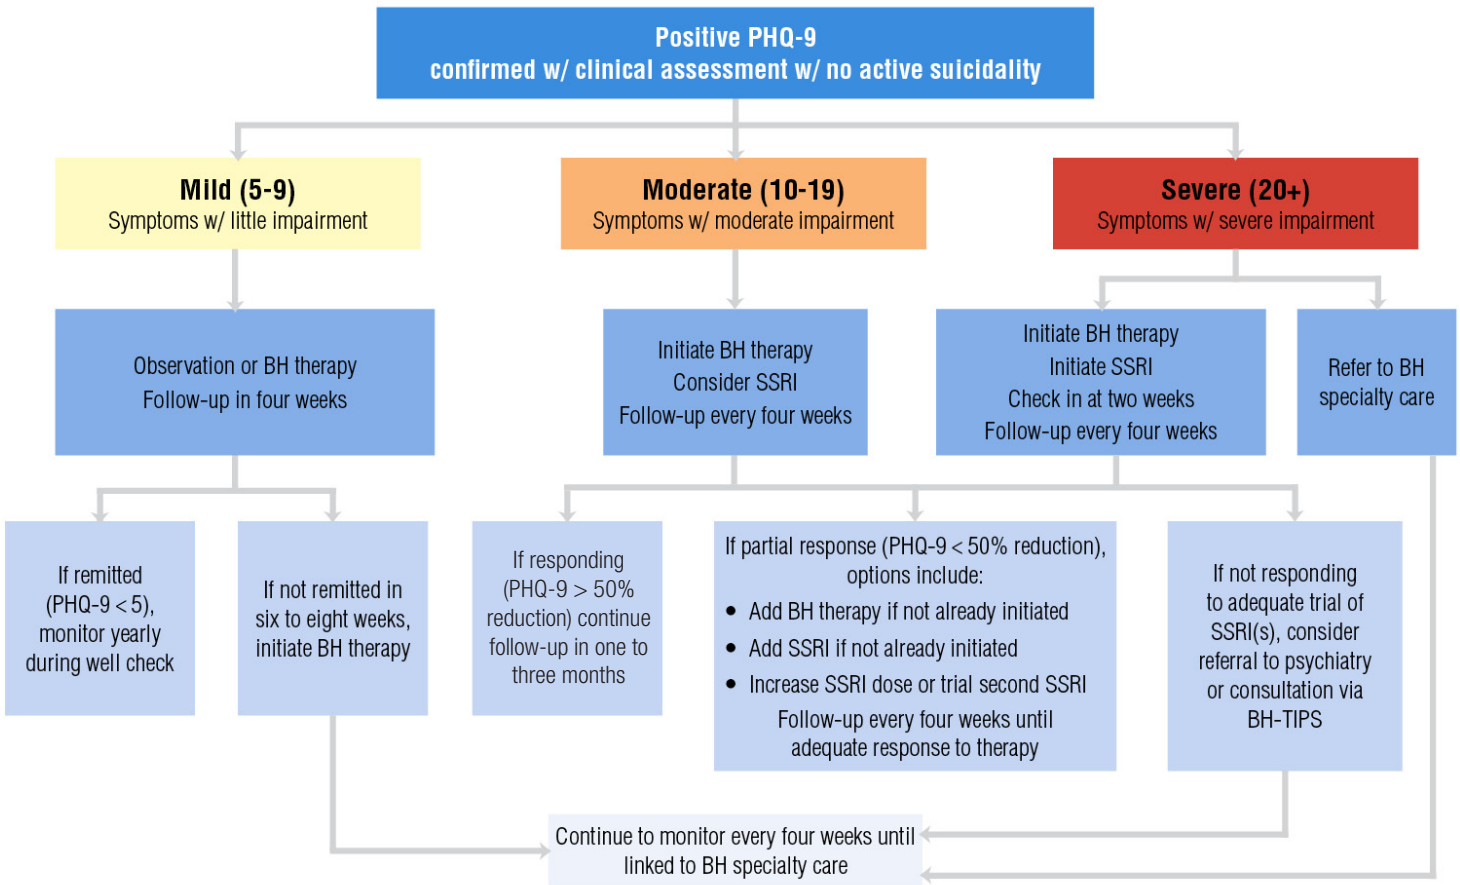 Positive PHQ-9
confirmed w/ clinical assessment w/ no active suicidality
Mild (5-9)
Symptoms w/ little impairment
Moderate (10-19)
Symptoms w/ moderate impairment
Severe (20+)
Symptoms w/ severe impairment
Observation or BH therapy
Follow-up in four weeks
Initiate BH therapy
Consider SSRI
Follow-up every four weeks
Initiate BH therapy
Initiate SSRI
Check in at two weeks
Follow-up every four weeks
Refer to BH
specialty care
If remitted
(PHQ-9 < 5),
monitor yearly
during well check
If not remitted in
six to eight weeks,
initiate BH therapy
If responding
(PHQ-9 > 50%
reduction) continue
follow-up in one to
three months
If partial response (PHQ-9 < 50% reduction),
options include:
• Add BH therapy if not already initiated
• Add SSRI if not already initiated
• Increase SSRI dose or trial second SSRI
Follow-up every four weeks until
adequate response to therapy
If not responding
to adequate trial of
SSRI(s), consider
referral to psychiatry
or consultation via
BH-TIPS
Continue to monitor every four weeks until
linked to BH specialty care